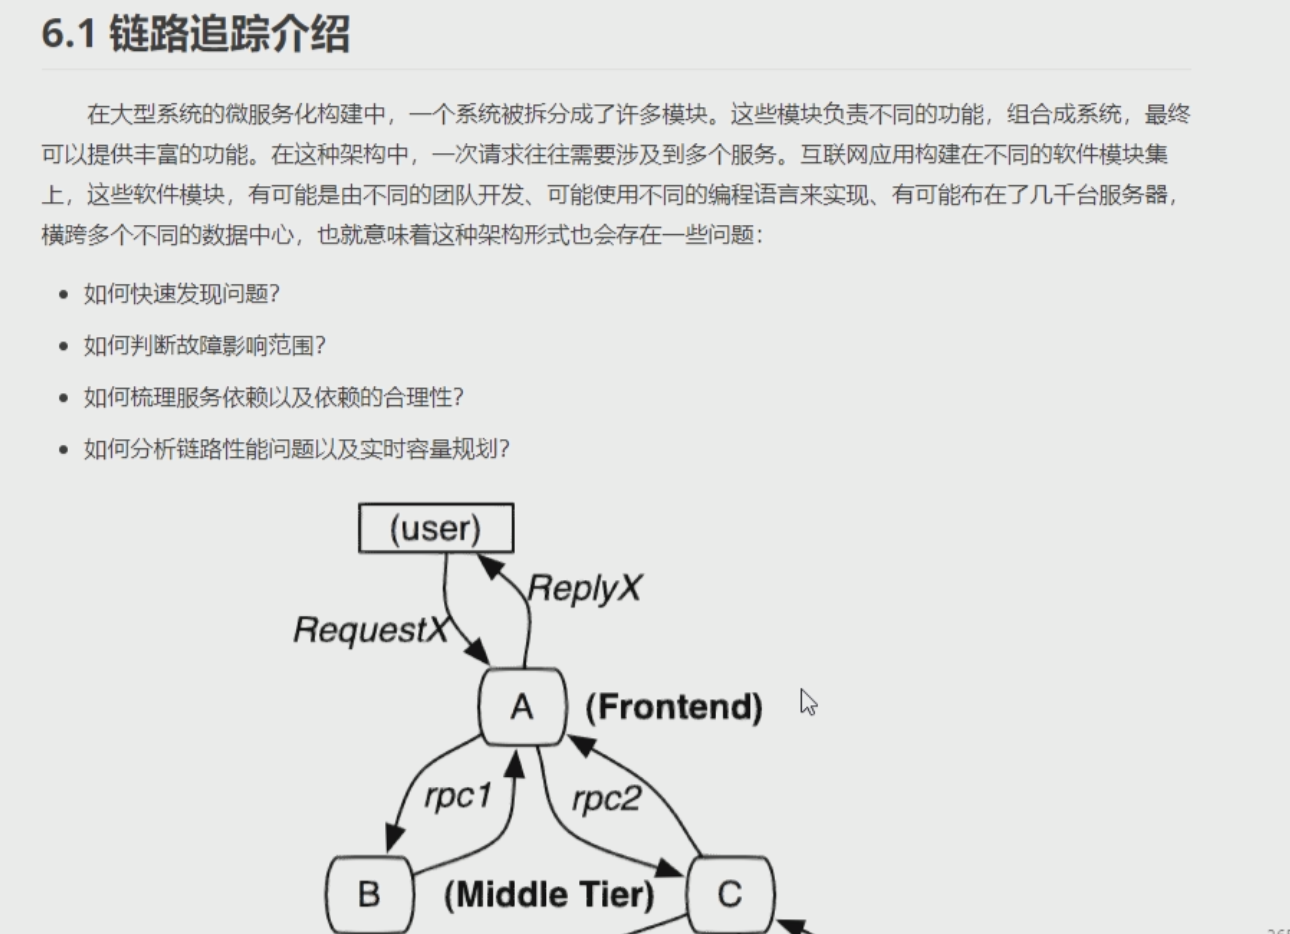 6.1 链路追踪介绍
在大型系统的微服务化构建中，一个系统被拆分成了许多模块。这些模块负责不同的功能，组合成系统，最终
可以提供丰富的功能。在这种架构中，一次请求往往需要涉及到多个服务。互联网应用构建在不同的软件模块集
上，这些软件模块，有可能是由不同的团队开发、可能使用不同的编程语言来实现、有可能布在了几千台服务器，
横跨多个不同的数据中心，也就意味着这种架构形式也会存在一些问题：
• 如何快速发现问题？
• 如何判断故障影响范围？
• 如何梳理服务依赖以及依赖的合理性？
• 如何分析链路性能问题以及实时容量规划？
(user)
ReplyX
RequestX
A (Frontend)
rpc1 rpc2
B (Middle Tier) C